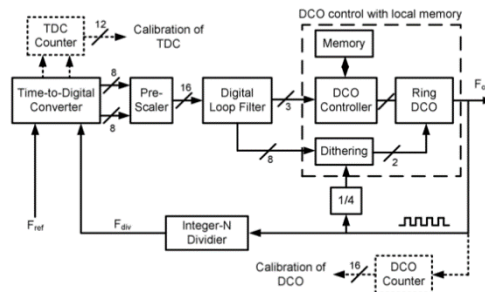 DCO control with local memory
TDC
Counter
12
Calibration of
TDC
Memory
Time-to-Digital
Converter
8
8
Pre-
Scaler
16
Digital
Loop Filter
3
DCO
Controller
Ring
DCO
8
Dithering
2
1/4
Fref
Fdiv
Integer-N
Dividier
Calibration of
DCO
16
DCO
Counter